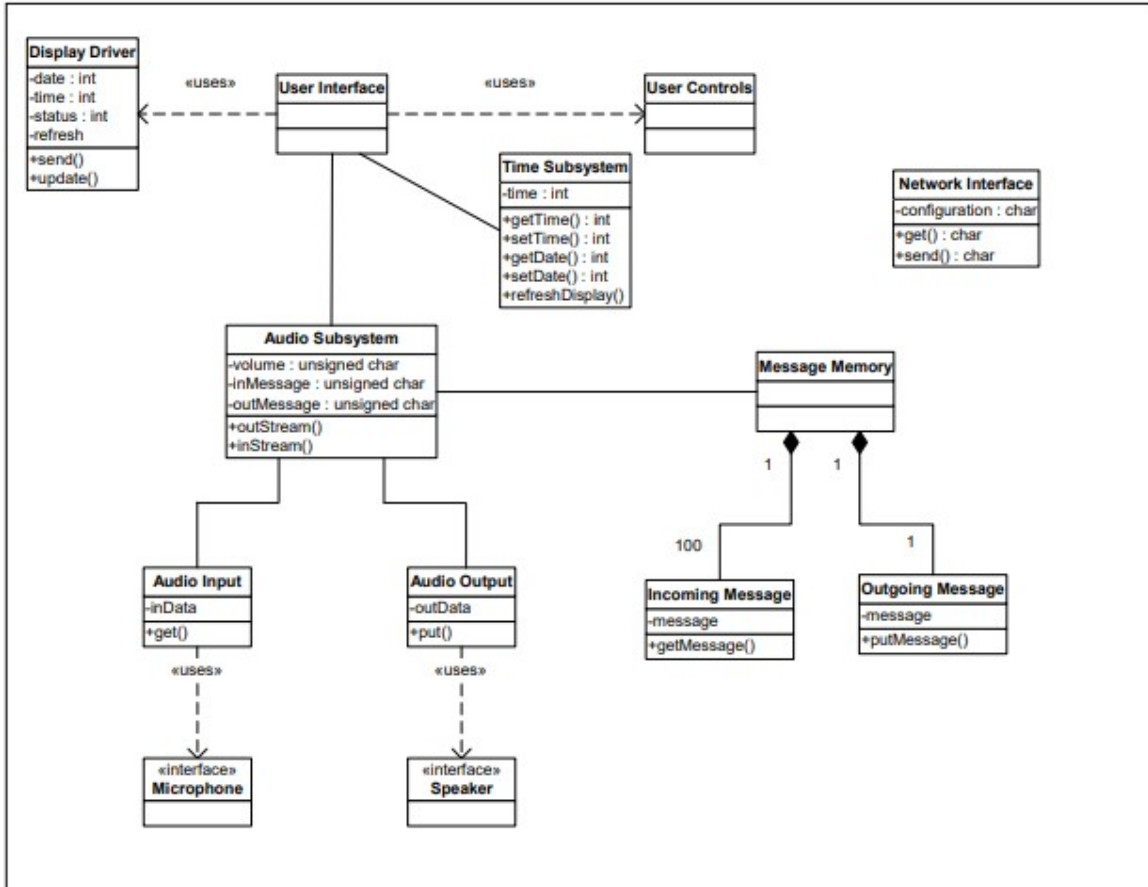 Display Driver
-date : int
-time : int
-status : int
-refresh
+send()
+update()
«uses»
User Interface
«uses»
User Controls
Time Subsystem
-time : int
+getTime() : int
+setTime() : int
+getDate() : int
+setDate() : int
+refreshDisplay()
Network Interface
-configuration : char
+get() : char
+send() : char
Audio Subsystem
-volume : unsigned char
-inMessage : unsigned char
-outMessage : unsigned char
+outStream()
+inStream()
Message Memory
1
1
100
1
Audio Input
-inData
+get()
Audio Output
-outData
+put()
Incoming Message
-message
+getMessage()
Outgoing Message
-message
+putMessage()
«uses»
«uses»
«interface»
Microphone
«interface»
Speaker